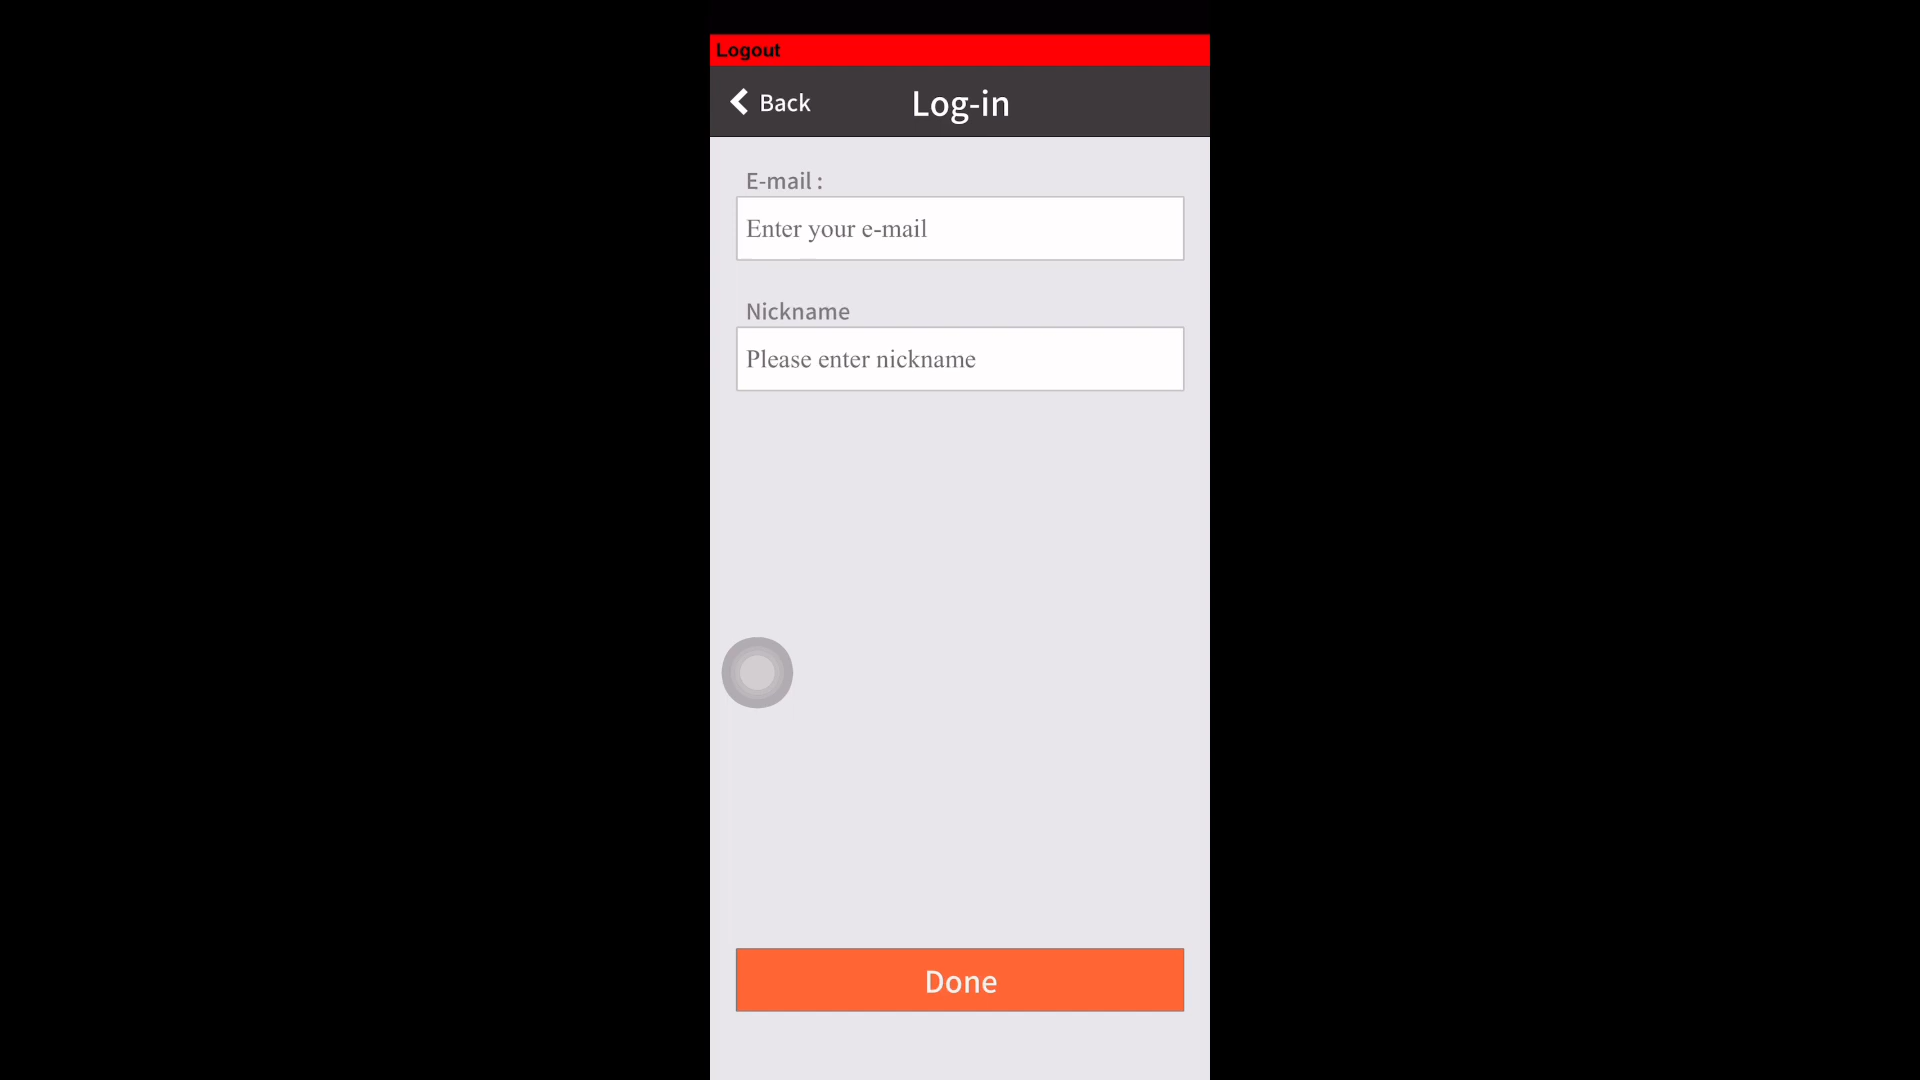 Logout
Back
Log-in
E-mail :
Enter your e-mail
Nickname
Please enter nickname
Done